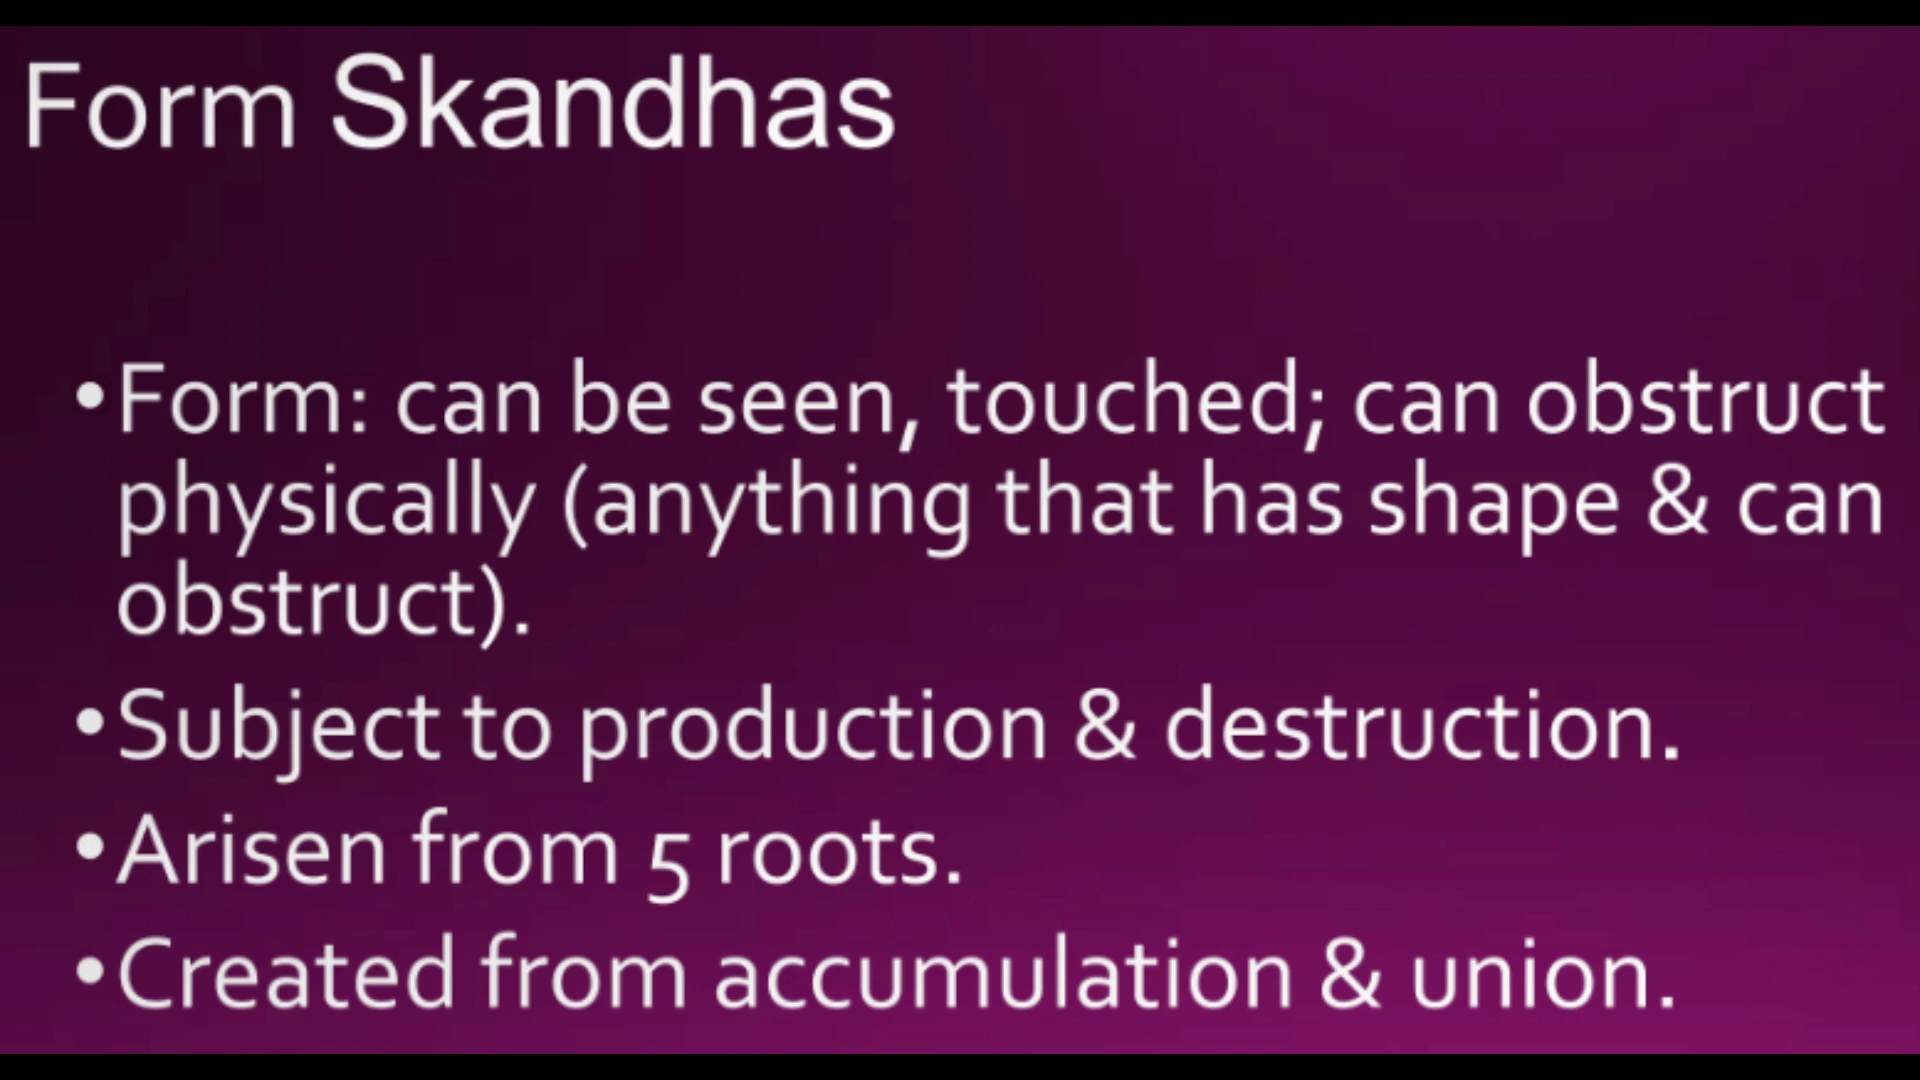 Form Skandhas
•Form: can be seen, touched; can obstruct
physically (anything that has shape & can
obstruct).
•Subject to production & destruction.
•Arisen from 5 roots.
•Created from accumulation & union.